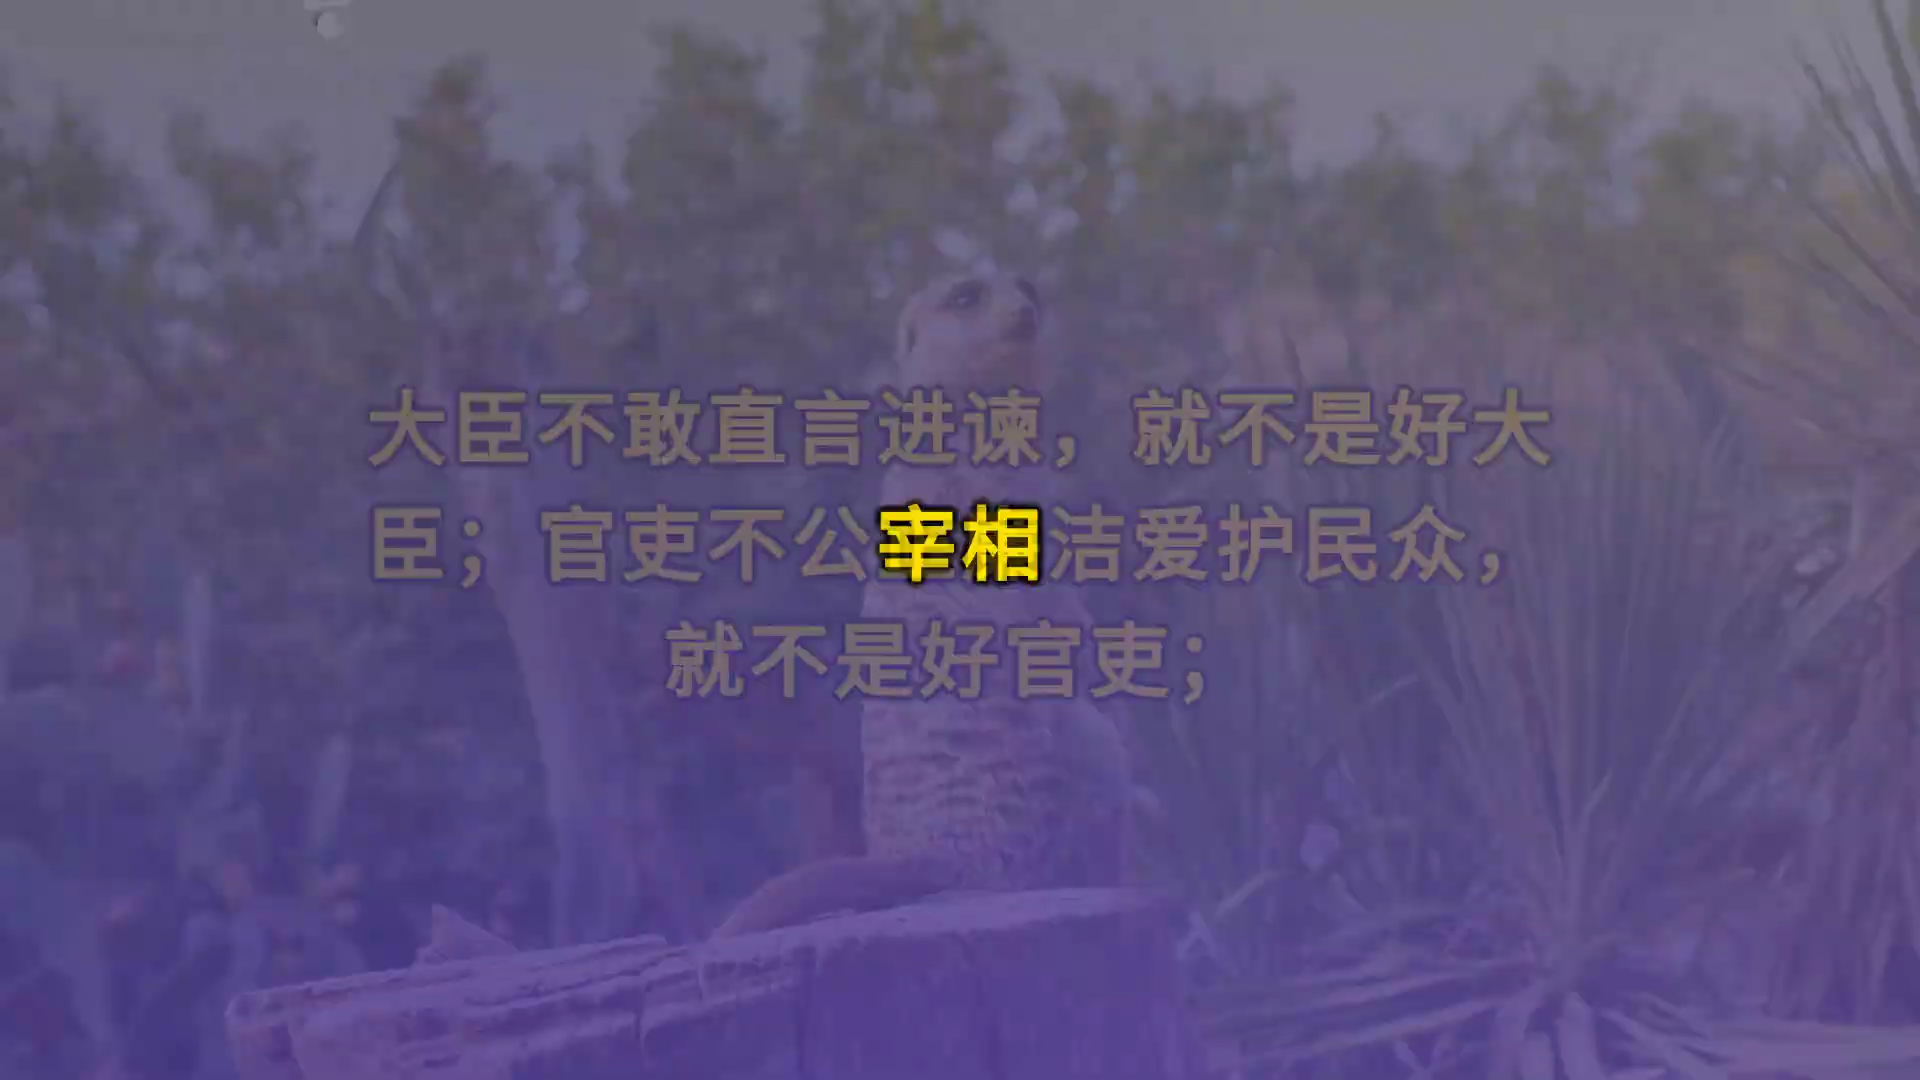 大臣不敢直言进谏，就不是好大
臣；官吏不公洁爱护民众，
宰相
就不是好官吏；